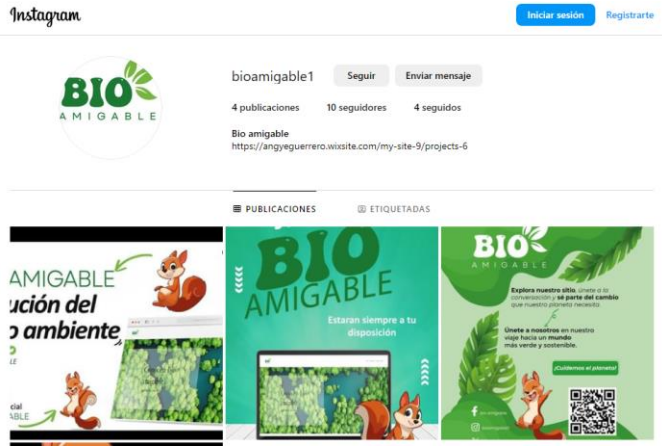 Instagram
Iniciar sesión
Registrarte
BIO
AMIGABLE
bioamigable1
Seguir
Enviar mensaje
4 publicaciones
10 seguidores
4 seguidos
Bio amigable
https://angyeguerrero.wixsite.com/my-site-9/projects-6
PUBLICACIONES
ETIQUETADAS
AMIGABLE
ución del
o ambiente
BIO
AMIGABLE
Estaran siempre a tu
disposición
BIO
AMIGABLE
Explora nuestro sitio, únete a la
conversación y sé parte del cambio
que nuestro planeta necesita
Únete a nosotros en nuestro
viaje hacia un mundo
más verde y sostenible.
¡Cuidemos el planeta!